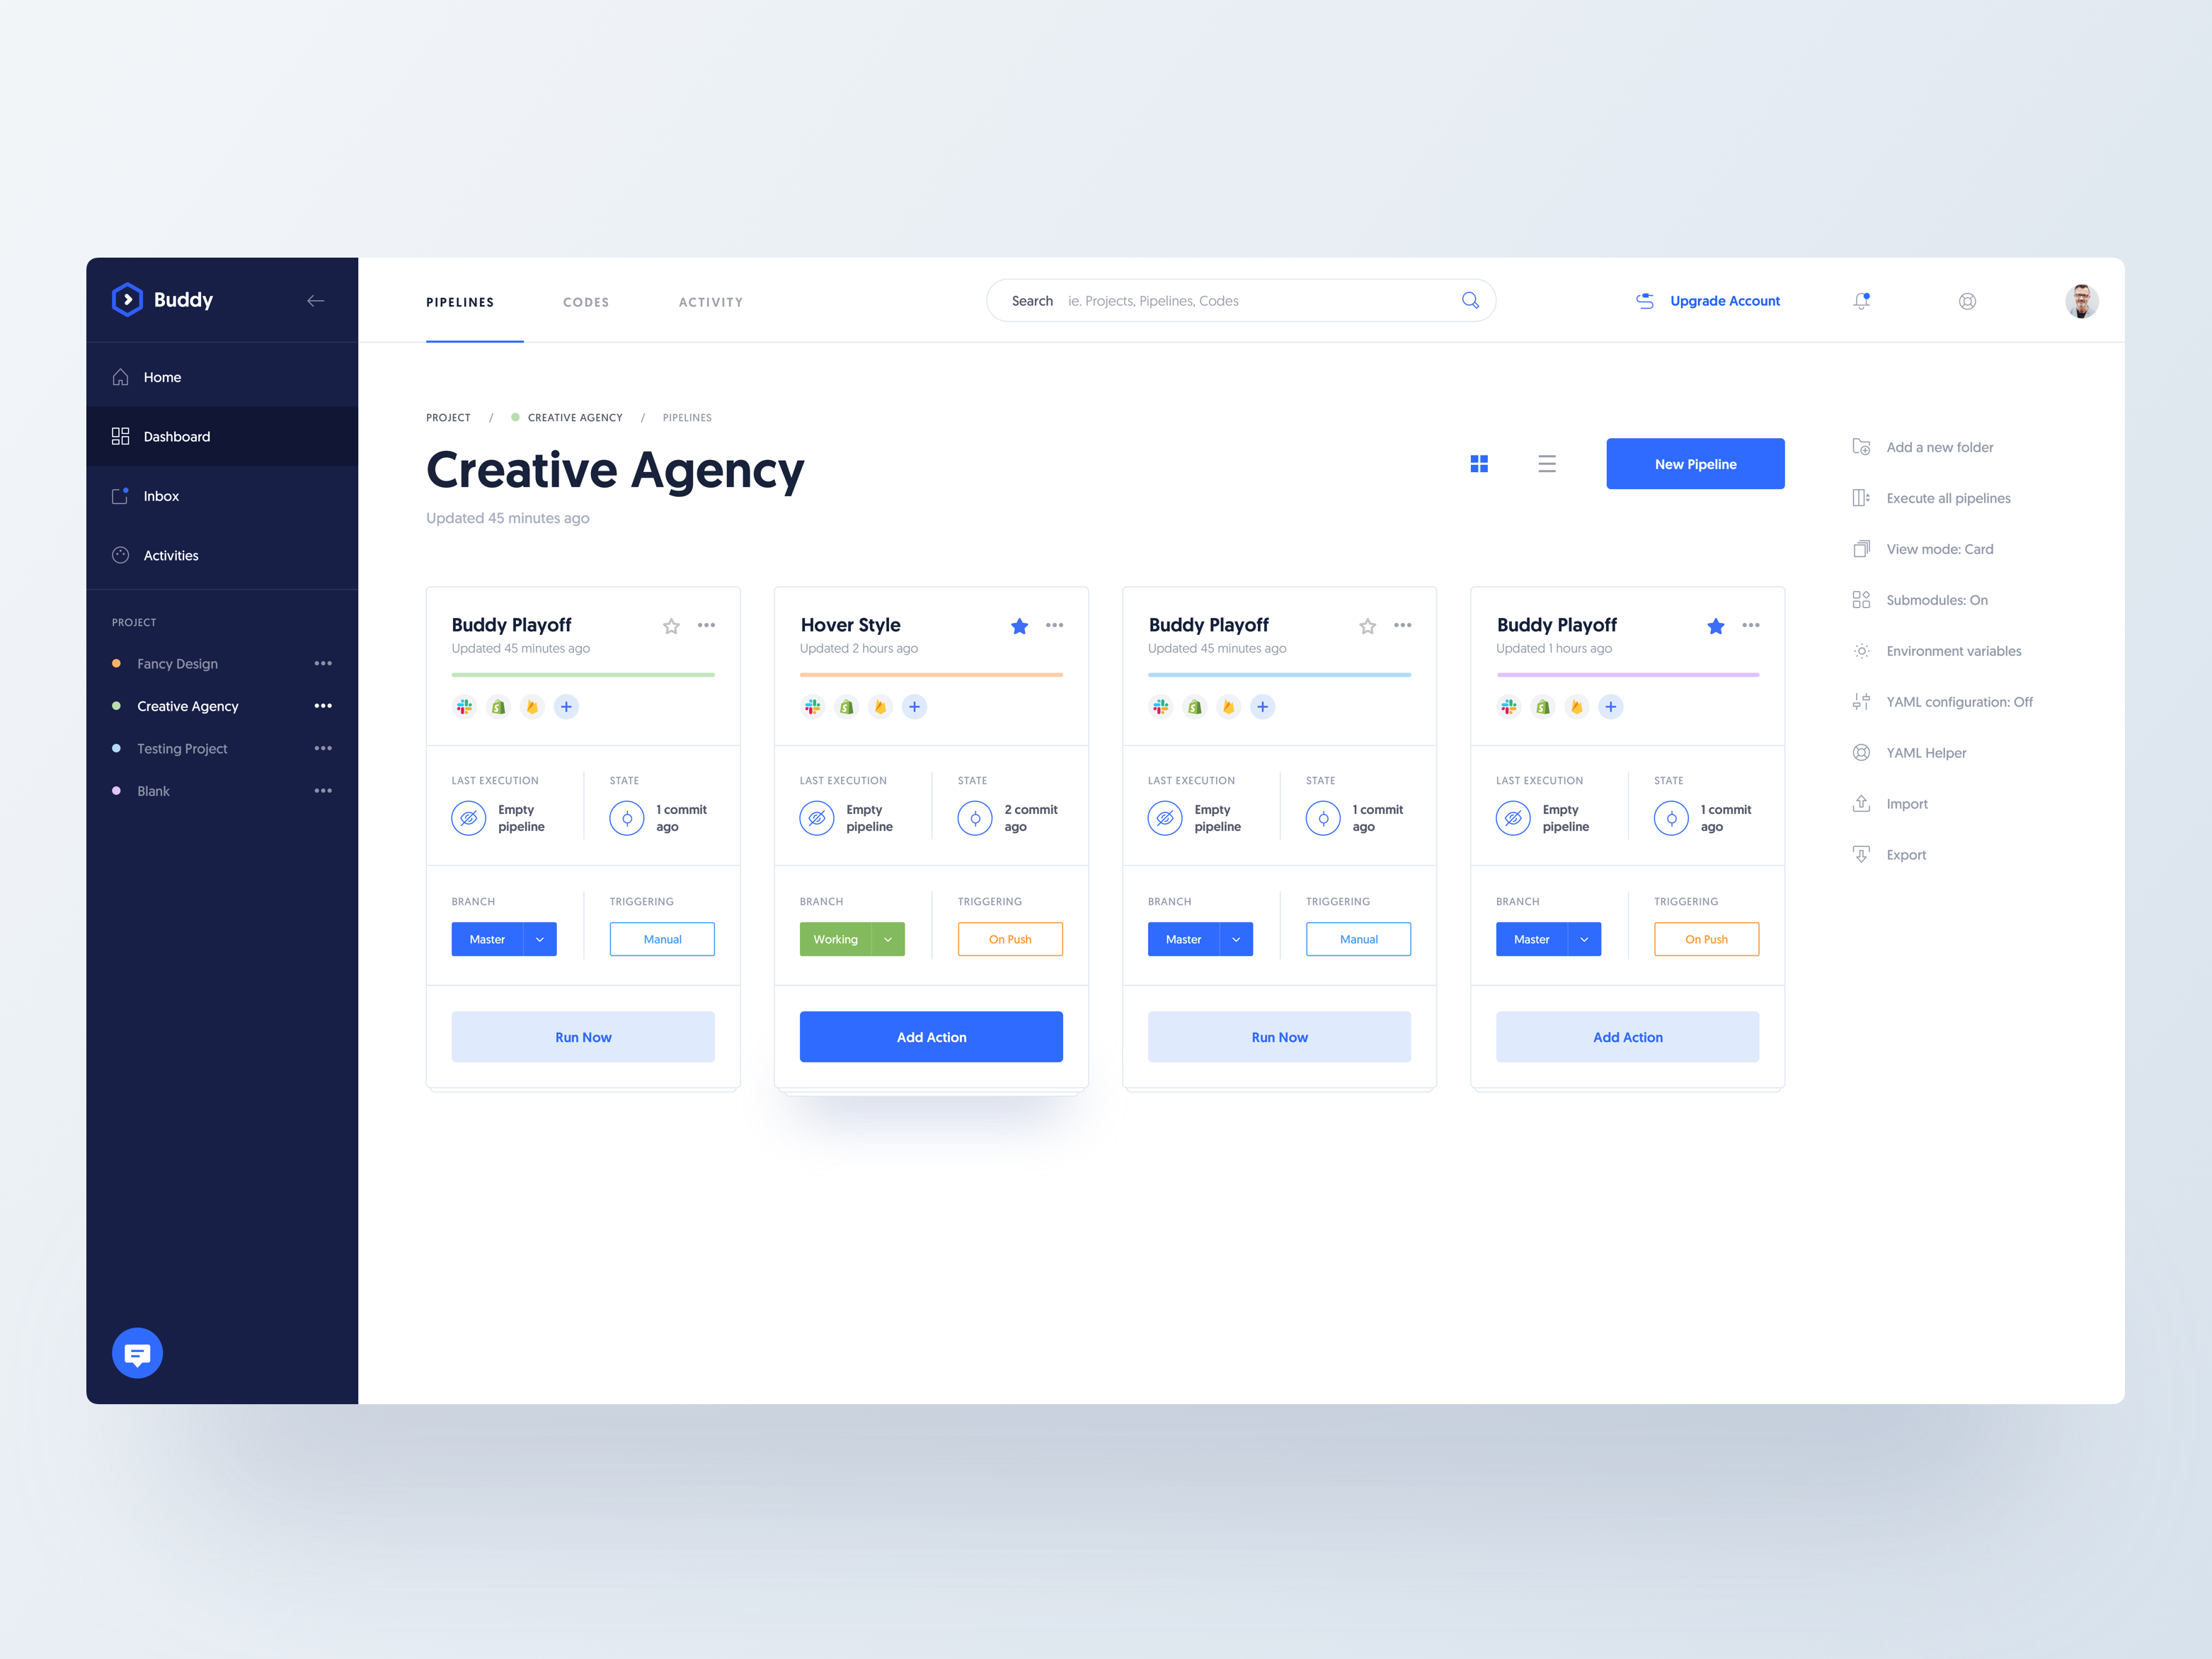 Buddy
Home
Dashboard
Inbox
Activities
PROJECT
Fancy Design
Creative Agency
Testing Project
Blank
PIPELINES CODES ACTIVITY
Search ie. Projects, Pipelines, Codes
Upgrade Account
PROJECT / CREATIVE AGENCY / PIPELINES
Creative Agency
Updated 45 minutes ago
New Pipeline
Buddy Playoff
Updated 45 minutes ago
LAST EXECUTION
Empty
pipeline
STATE
1 commit
ago
BRANCH
Master
TRIGGERING
Manual
Run Now
Hover Style
Updated 2 hours ago
LAST EXECUTION
Empty
pipeline
STATE
2 commit
ago
BRANCH
Working
TRIGGERING
On Push
Add Action
Buddy Playoff
Updated 45 minutes ago
LAST EXECUTION
Empty
pipeline
STATE
1 commit
ago
BRANCH
Master
TRIGGERING
Manual
Run Now
Buddy Playoff
Updated 1 hours ago
LAST EXECUTION
Empty
pipeline
STATE
1 commit
ago
BRANCH
Master
TRIGGERING
On Push
Add Action
Add a new folder
Execute all pipelines
View mode: Card
Submodules: On
Environment variables
YAML configuration: Off
YAML Helper
Import
Export